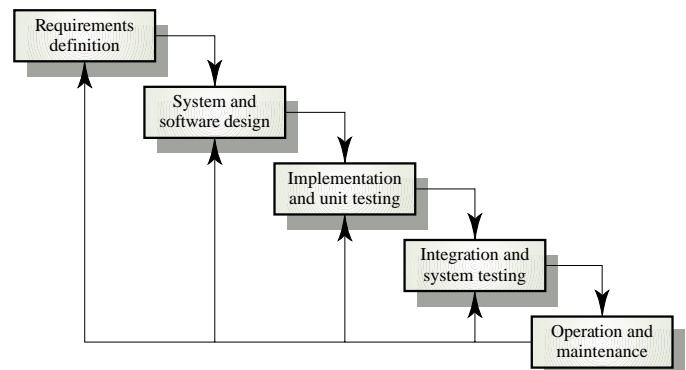 Requirements
definition
System and
software design
Implementation
and unit testing
Integration and
system testing
Operation and
maintenance